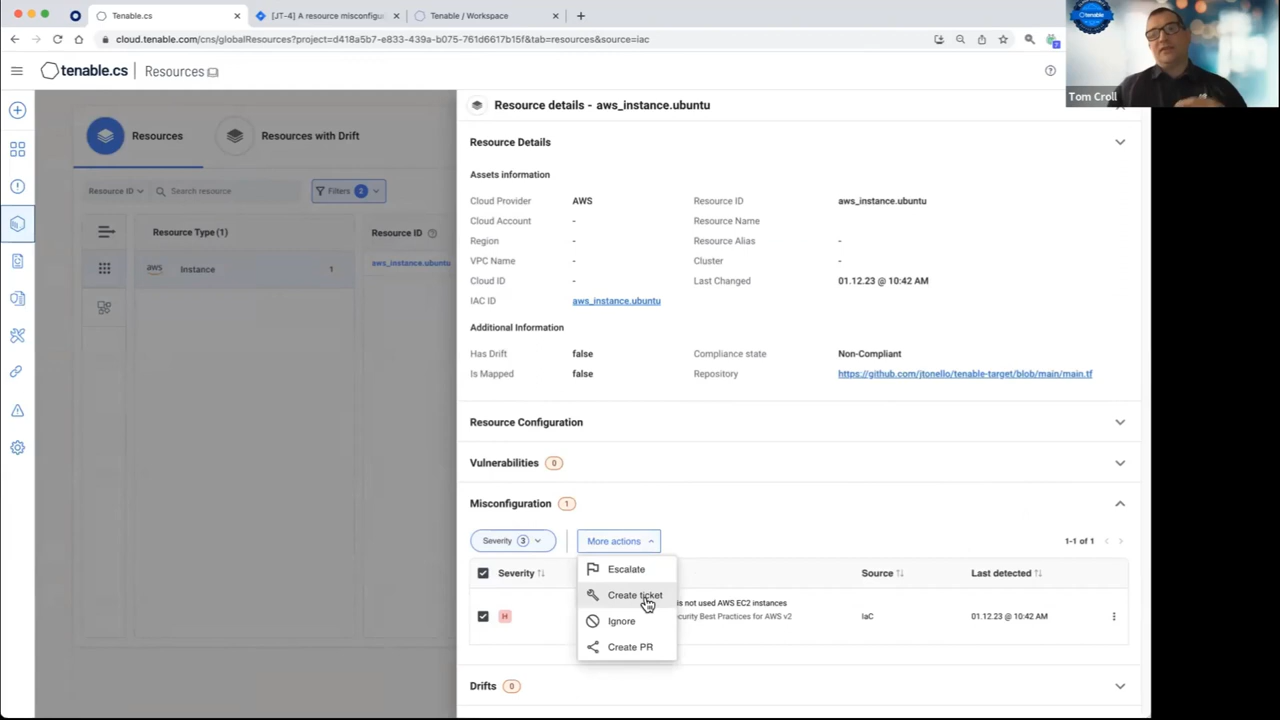 Tenable.cs
[JT-4] A resource misconfigu
Tenable / Workspace
cloud.tenable.com/cns/globalResources?project=d418a5b7-e833-439a-b075-761d6617b15f&tab=resources&source=iac
tenable
tenable.cs
Resources
Tom Croll
Resources
Resources with Drift
Resource ID
Search resource
Filters 2
Resource Type (1)
Resource ID
aws
Instance
1
aws_instance.ubuntu
Resource details - aws_instance.ubuntu
Resource Details
Assets information
Cloud Provider AWS Resource ID aws_instance.ubuntu
Cloud Account - Resource Name
Region - Resource Alias -
VPC Name - Cluster -
Cloud ID - Last Changed 01.12.23 @ 10:42 AM
IAC ID aws_instance.ubuntu
Additional Information
Has Drift false Compliance state Non-Compliant
Is Mapped false Repository https://github.com/jtonello/tenable-target/blob/main/main.tf
Resource Configuration
Vulnerabilities 0
Misconfiguration 1
Severity 3 More actions 1-1 of 1
Escalate
Create ticket
Ignore
Create PR
Severity Source Last detected
H is not used AWS EC2 instances
curity Best Practices for AWS v2 IaC 01.12.23 @ 10:42 AM
Drifts 0